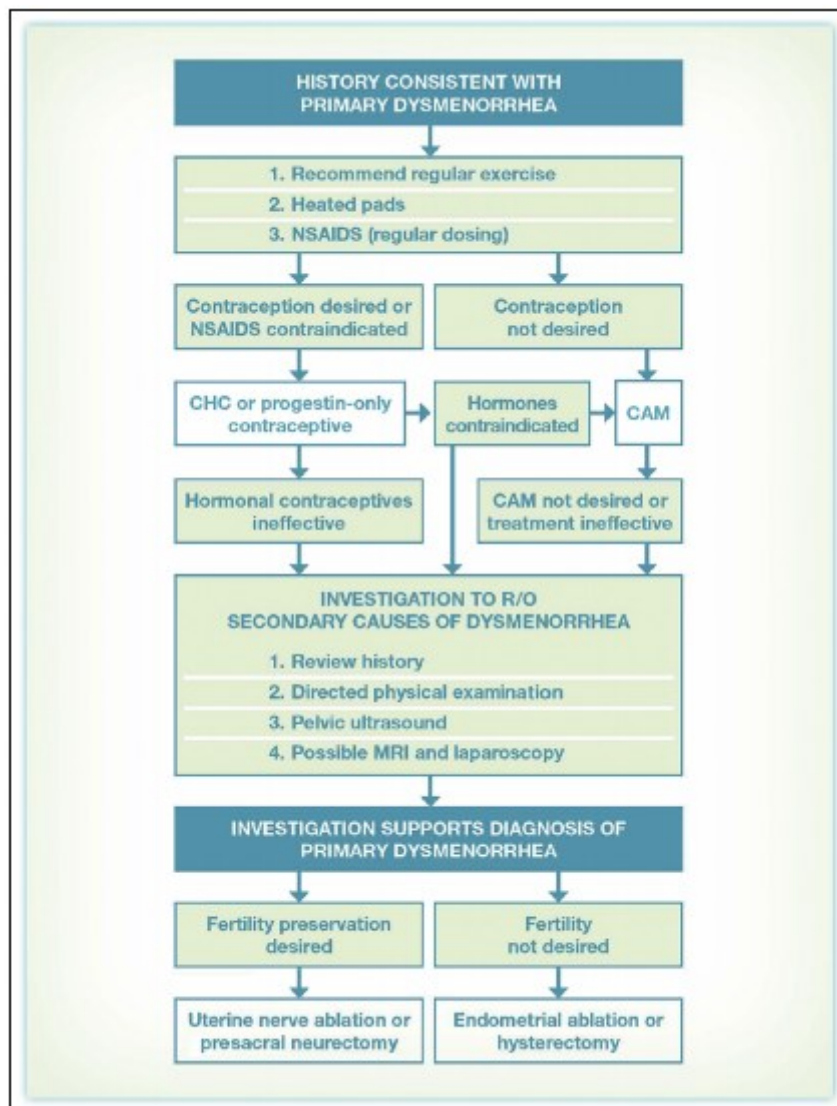 HISTORY CONSISTENT WITH
PRIMARY DYSMENORRHEA
1. Recommend regular exercise
2. Heated pads
3. NSAIDS (regular dosing)
Contraception desired or
NSAIDS contraindicated
Contraception
not desired
CHC or progestin-only
contraceptive
Hormones
contraindicated
CAM
Hormonal contraceptives
ineffective
CAM not desired or
treatment ineffective
INVESTIGATION TO R/O
SECONDARY CAUSES OF DYSMENORRHEA
1. Review history
2. Directed physical examination
3. Pelvic ultrasound
4. Possible MRI and laparoscopy
INVESTIGATION SUPPORTS DIAGNOSIS OF
PRIMARY DYSMENORRHEA
Fertility preservation
desired
Fertility
not desired
Uterine nerve ablation or
presacral neurectomy
Endometrial ablation or
hysterectomy